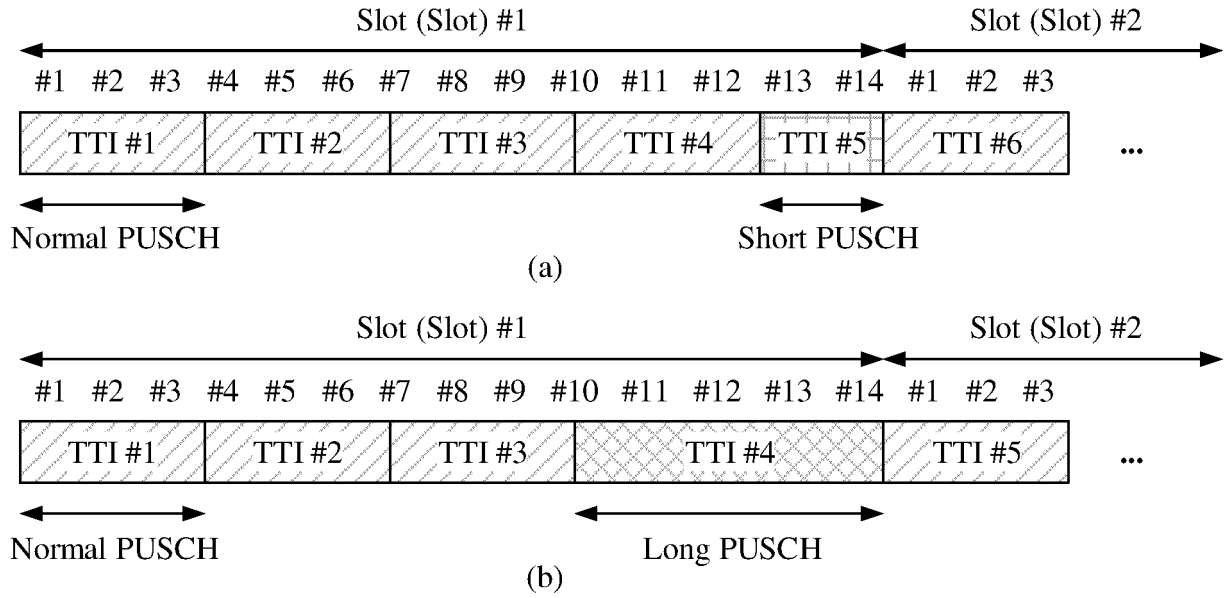 Slot (Slot) #1 Slot (Slot) #2
#1 #2 #3 #4 #5 #6 #7 #8 #9 #10 #11 #12 #13 #14 #1 #2 #3
TTI #1 TTI #2 TTI #3 TTI #4 TTI #5 TTI #6 ...
Normal PUSCH Short PUSCH
(a)
Slot (Slot) #1 Slot (Slot) #2
#1 #2 #3 #4 #5 #6 #7 #8 #9 #10 #11 #12 #13 #14 #1 #2 #3
TTI #1 TTI #2 TTI #3 TTI #4 TTI #5 ...
Normal PUSCH Long PUSCH
(b)